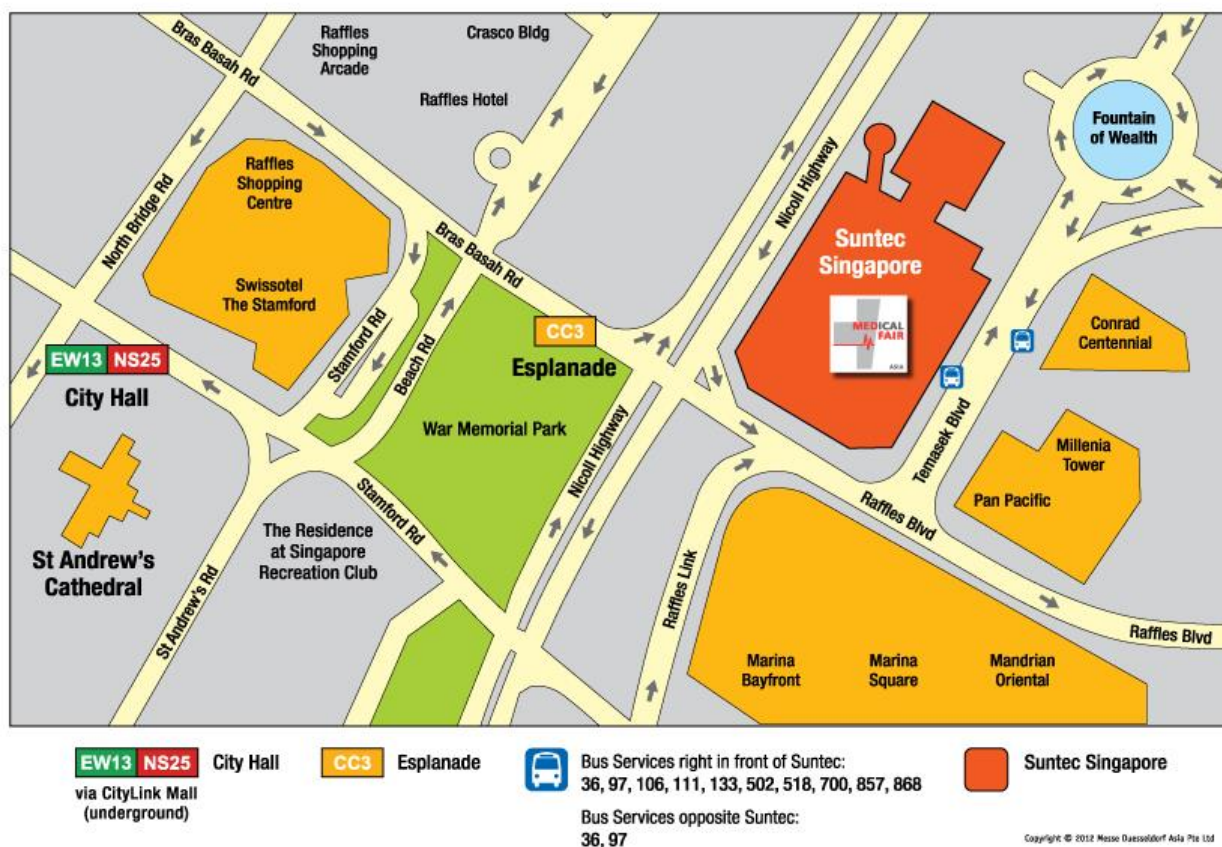 Bras Basah Rd
Raffles
Shopping
Arcade
Crasco Bldg
Raffles Hotel
Nicoll Highway
Fountain
of Wealth
Raffles
Shopping
Centre
North Bridge Rd
Swissotel
The Stamford
Bras Basah Rd
Suntec
Singapore
MEDICAL
FAIR
ASIA
Stamford Rd
Beach Rd
CC3
Esplanade
Conrad
Centennial
EW13 NS25
City Hall
War Memorial Park
Nicoll Highway
Temasek Blvd
Millenia
Tower
Pan Pacific
Raffles Blvd
Stamford Rd
The Residence
at Singapore
Recreation Club
St Andrew's
Cathedral
St Andrew's Rd
Raffles Link
Raffles Blvd
Marina
Bayfront
Marina
Square
Mandrian
Oriental
EW13 NS25 City Hall
via CityLink Mall
(underground)
CC3 Esplanade
Bus Services right in front of Suntec:
36, 97, 106, 111, 133, 502, 518, 700, 857, 868
Bus Services opposite Suntec:
36, 97
Suntec Singapore
Copyright © 2012 Messe Duesseldorf Asia Pte Ltd